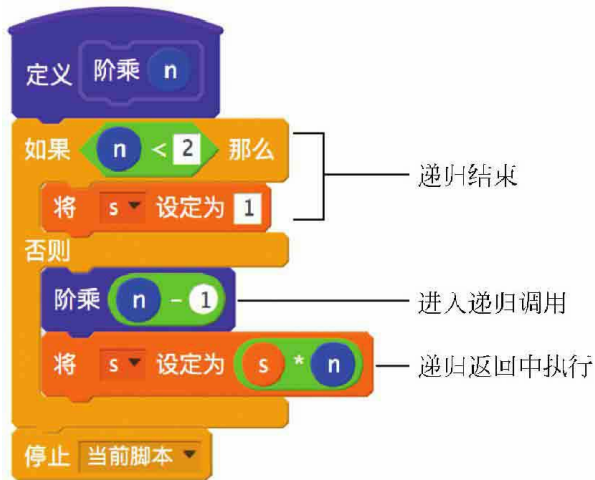 定义 阶乘 n
如果 n < 2 那么
将 s 设定为 1
递归结束
否则
阶乘 n - 1
进入递归调用
将 s 设定为 s * n
递归返回中执行
停止 当前脚本